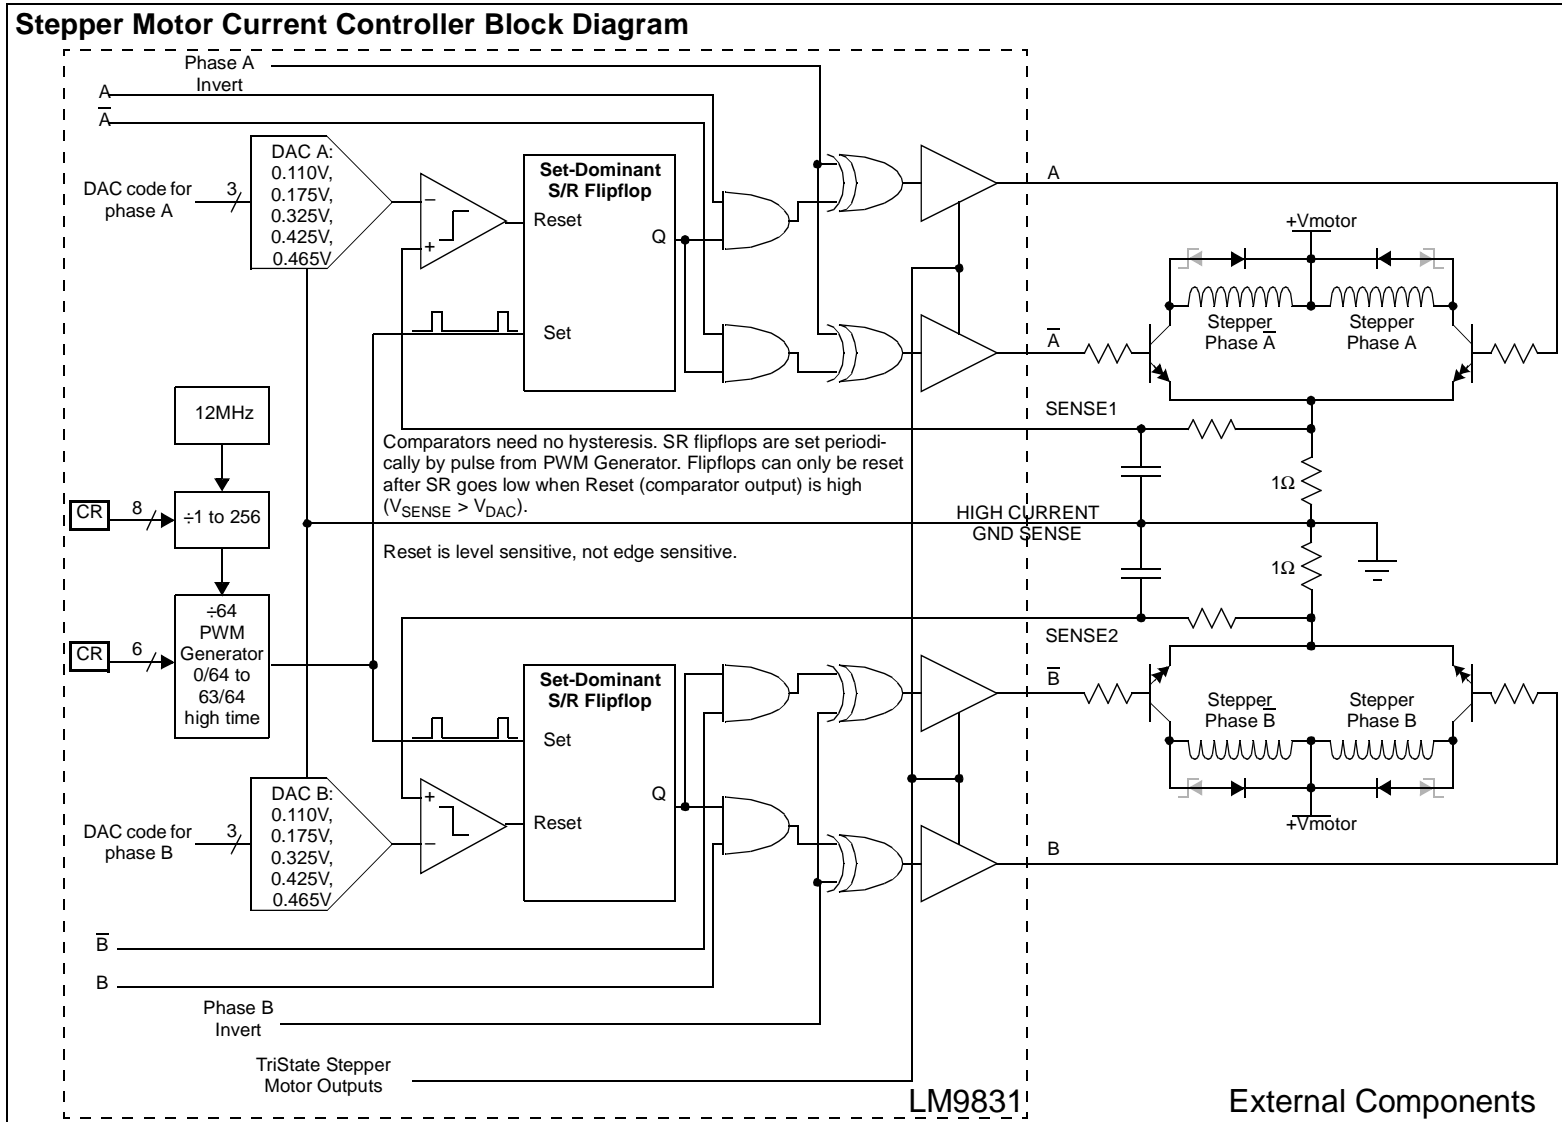 Stepper Motor Current Controller Block Diagram
Phase A
Invert
A
A̅
DAC A:
0.110V,
0.175V,
0.325V,
0.425V,
0.465V
DAC code for
phase A
3
−
+
Set-Dominant
S/R Flipflop
Reset
Q
Set
A
A̅
+Vmotor
Stepper
Phase A̅
Stepper
Phase A
SENSE1
12MHz
Comparators need no hysteresis. SR flipflops are set periodi-
cally by pulse from PWM Generator. Flipflops can only be reset
after SR goes low when Reset (comparator output) is high
(VSENSE > VDAC).
Reset is level sensitive, not edge sensitive.
1Ω
CR
8
÷1 to 256
HIGH CURRENT
GND SENSE
1Ω
CR
6
÷64
PWM
Generator
0/64 to
63/64
high time
SENSE2
Set-Dominant
S/R Flipflop
Set
Q
Reset
B̅
Stepper
Phase B̅
Stepper
Phase B
+Vmotor
B
DAC B:
0.110V,
0.175V,
0.325V,
0.425V,
0.465V
DAC code for
phase B
3
+
−
B̅
B
Phase B
Invert
TriState Stepper
Motor Outputs
LM9831
External Components